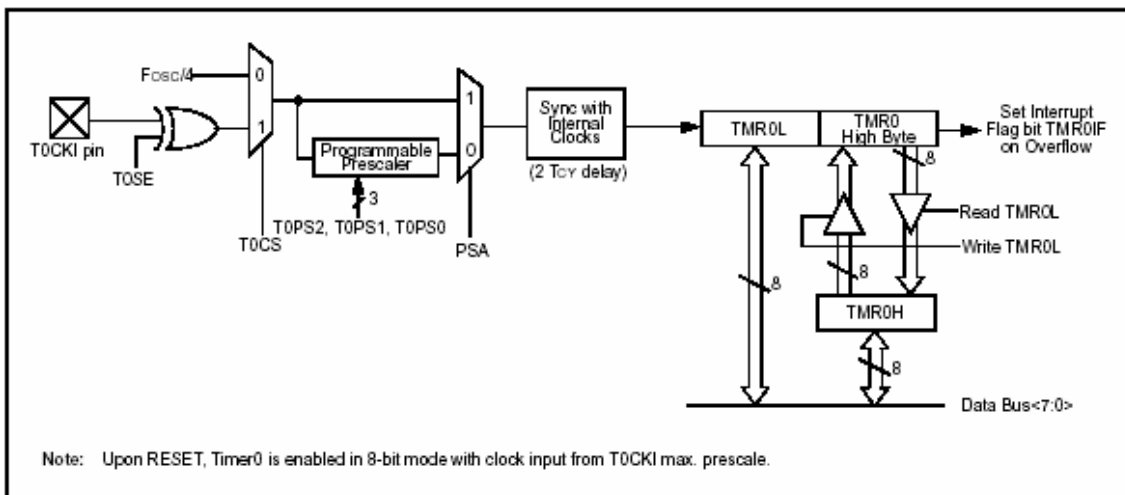 FOSC/4
0
1
T0CKI pin
T0SE
T0CS
Programmable
Prescaler
3
T0PS2, T0PS1, T0PS0
1
0
PSA
Sync with
Internal
Clocks
(2 TCY delay)
TMR0L
TMR0
High Byte
Set Interrupt
Flag bit TMR0IF
on Overflow
8
Read TMR0L
Write TMR0L
8
8
TMR0H
8
Data Bus<7:0>
Note: Upon RESET, Timer0 is enabled in 8-bit mode with clock input from T0CKI max. prescale.